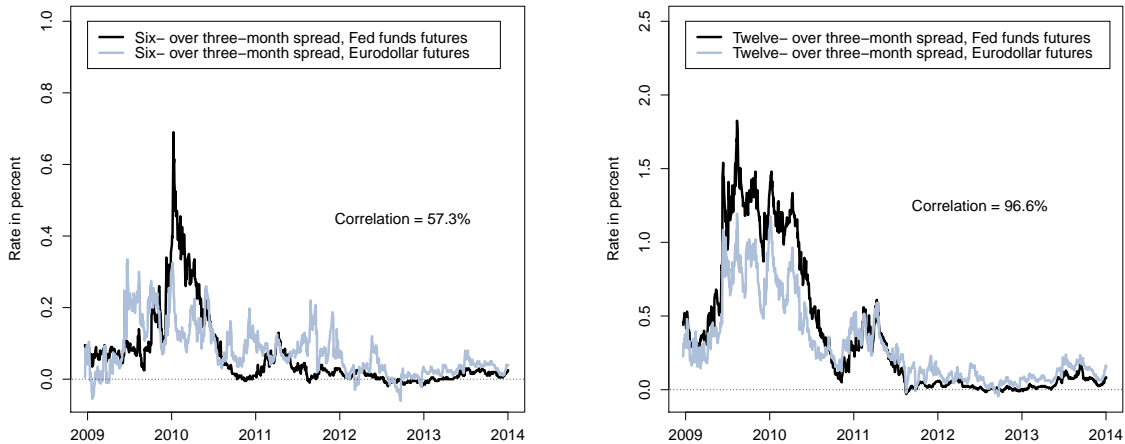 Six− over three−month spread, Fed funds futures
Six− over three−month spread, Eurodollar futures
Correlation = 57.3%
Rate in percent
0.0
0.2
0.4
0.6
0.8
1.0
2009 2010 2011 2012 2013 2014
Twelve− over three−month spread, Fed funds futures
Twelve− over three−month spread, Eurodollar futures
Correlation = 96.6%
Rate in percent
0.0
0.5
1.0
1.5
2.0
2.5
2009 2010 2011 2012 2013 2014